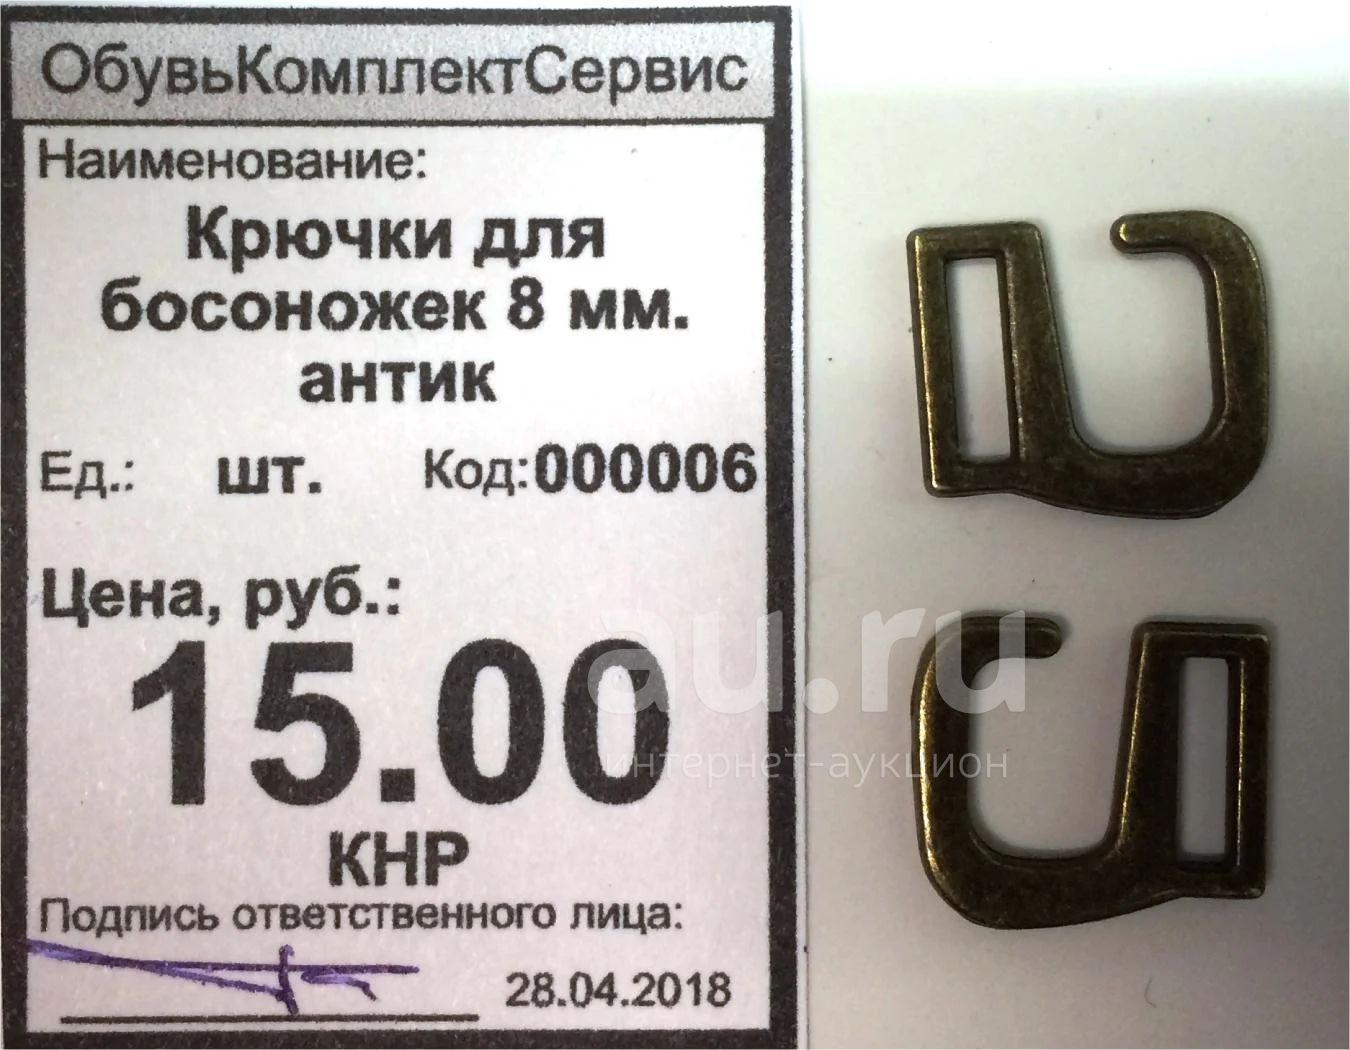 ОбувьКомплектСервис
Наименование:
Крючки для
босоножек 8 мм.
антик
Ед.: шт. Код:000006
Цена, руб.:
15.00
КНР
Подпись ответственного лица:
28.04.2018
au.ru
интернет-аукцион